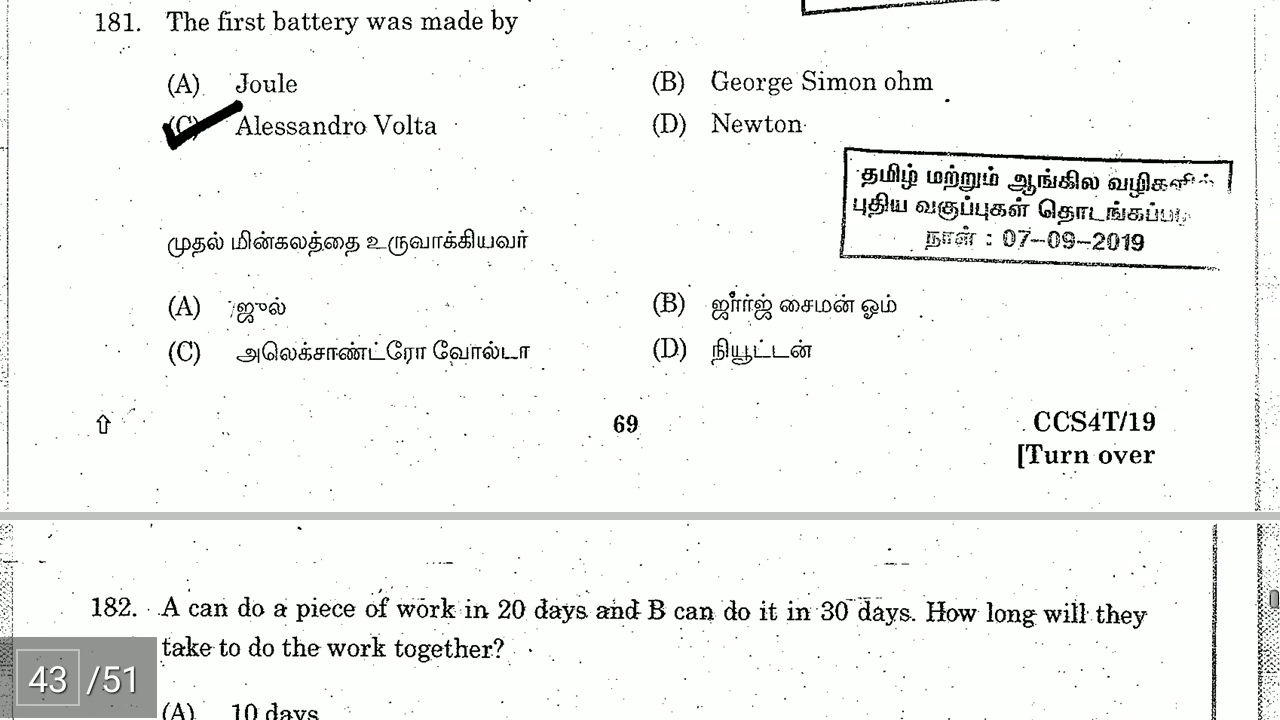 181. The first battery was made by
(A) Joule
(B) George Simon ohm
(C) Alessandro Volta
(D) Newton
தமிழ் மற்றும் ஆங்கில வழிகளில்
புதிய வகுப்புகள் தொடங்கப்படு
நாள் : 07-09-2019
முதல் மின்கலத்தை உருவாக்கியவர்
(A) ஜுல்
(B) ஜார்ஜ் சைமன் ஓம்
(C) அலெக்சாண்ட்ரோ வோல்டா
(D) நியூட்டன்
⇧ 69 CCS4T/19
[Turn over
182. A can do a piece of work in 20 days and B can do it in 30 days. How long will they
take to do the work together?
43 /51
(A) 10 days